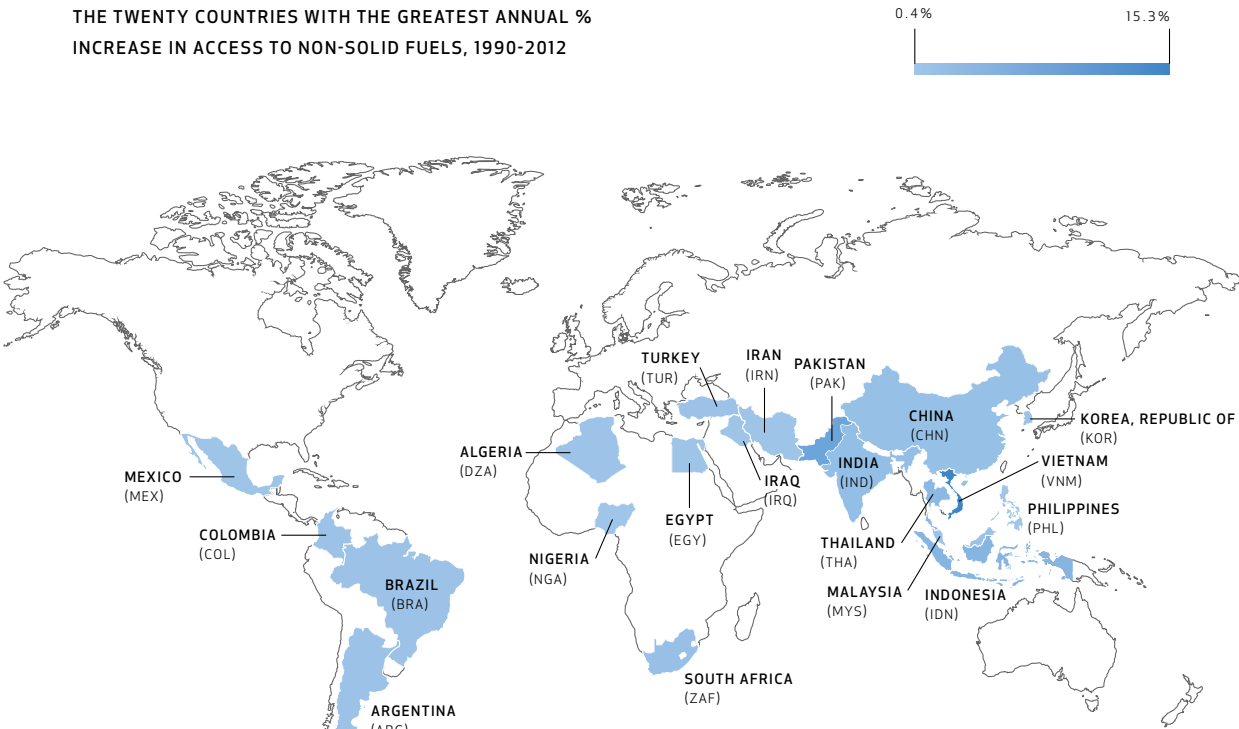 THE TWENTY COUNTRIES WITH THE GREATEST ANNUAL %
INCREASE IN ACCESS TO NON-SOLID FUELS, 1990-2012
0.4%
15.3%
TURKEY
(TUR)
IRAN
(IRN)
PAKISTAN
(PAK)
CHINA
(CHN)
KOREA, REPUBLIC OF
(KOR)
ALGERIA
(DZA)
MEXICO
(MEX)
INDIA
(IND)
VIETNAM
(VNM)
IRAQ
(IRQ)
EGYPT
(EGY)
PHILIPPINES
(PHL)
COLOMBIA
(COL)
NIGERIA
(NGA)
THAILAND
(THA)
BRAZIL
(BRA)
MALAYSIA
(MYS)
INDONESIA
(IDN)
SOUTH AFRICA
(ZAF)
ARGENTINA
(ARG)